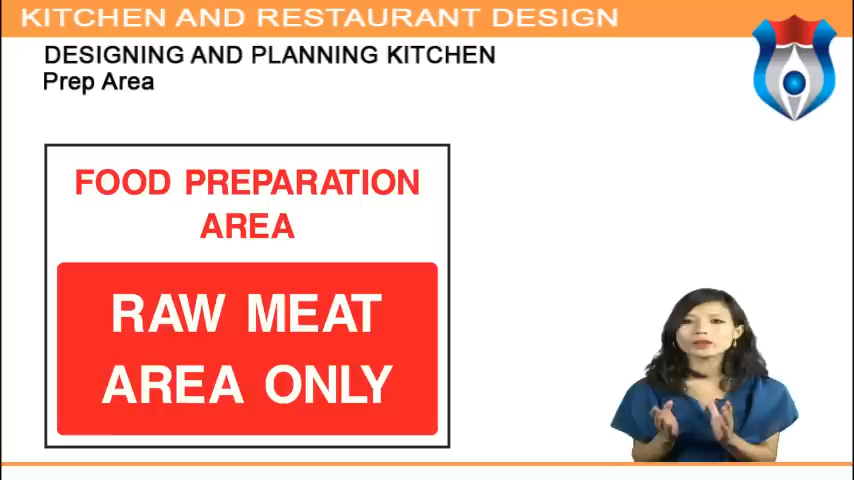 KITCHEN AND RESTAURANT DESIGN
DESIGNING AND PLANNING KITCHEN
Prep Area
FOOD PREPARATION
AREA
RAW MEAT
AREA ONLY